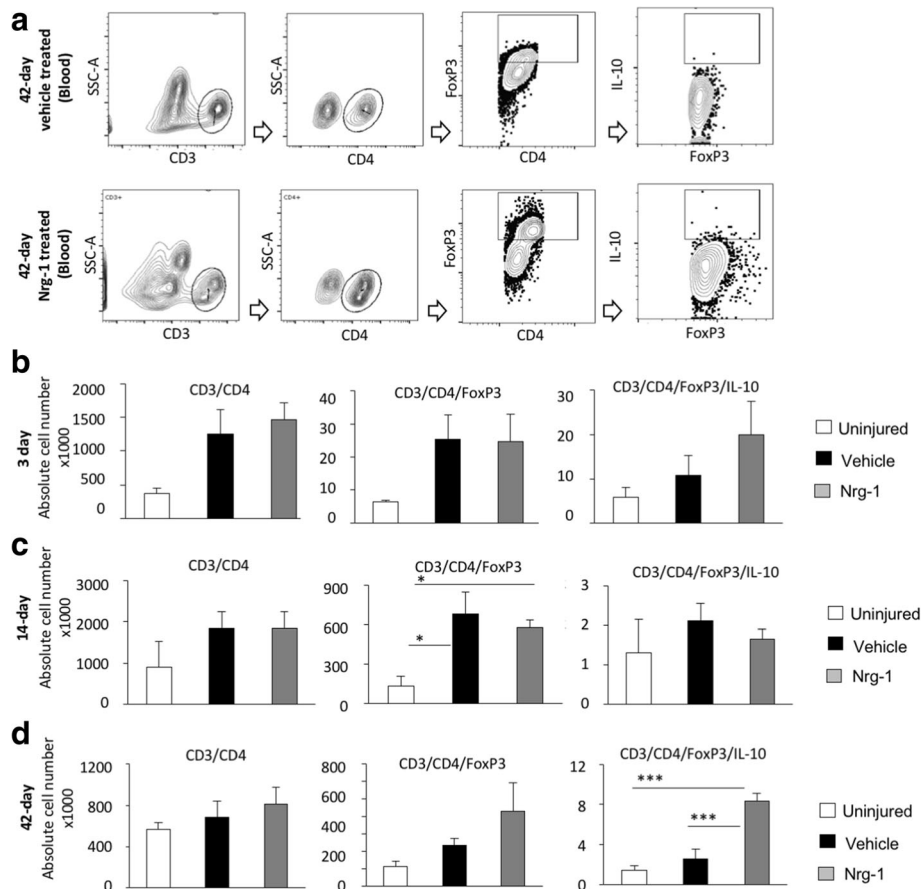 a
42-day
vehicle treated
(Blood)
SSC-A
CD3
SSC-A
CD4
FoxP3
CD4
IL-10
FoxP3
42-day
Nrg-1 treated
(Blood)
CD3+
SSC-A
CD3
CD4+
SSC-A
CD4
FoxP3
CD4
IL-10
FoxP3
b
3 day
Absolute cell number
x1000
CD3/CD4
2000
1500
1000
500
0
CD3/CD4/FoxP3
40
30
20
10
0
CD3/CD4/FoxP3/IL-10
30
20
10
0
Uninjured
Vehicle
Nrg-1
c
14-day
Absolute cell number
x1000
CD3/CD4
3000
2000
1000
0
CD3/CD4/FoxP3
900
600
300
0
*
*
CD3/CD4/FoxP3/IL-10
3
2
1
0
Uninjured
Vehicle
Nrg-1
d
42-day
Absolute cell number
x1000
CD3/CD4
1200
800
400
0
CD3/CD4/FoxP3
800
600
400
200
0
CD3/CD4/FoxP3/IL-10
12
9
6
3
0
***
***
Uninjured
Vehicle
Nrg-1